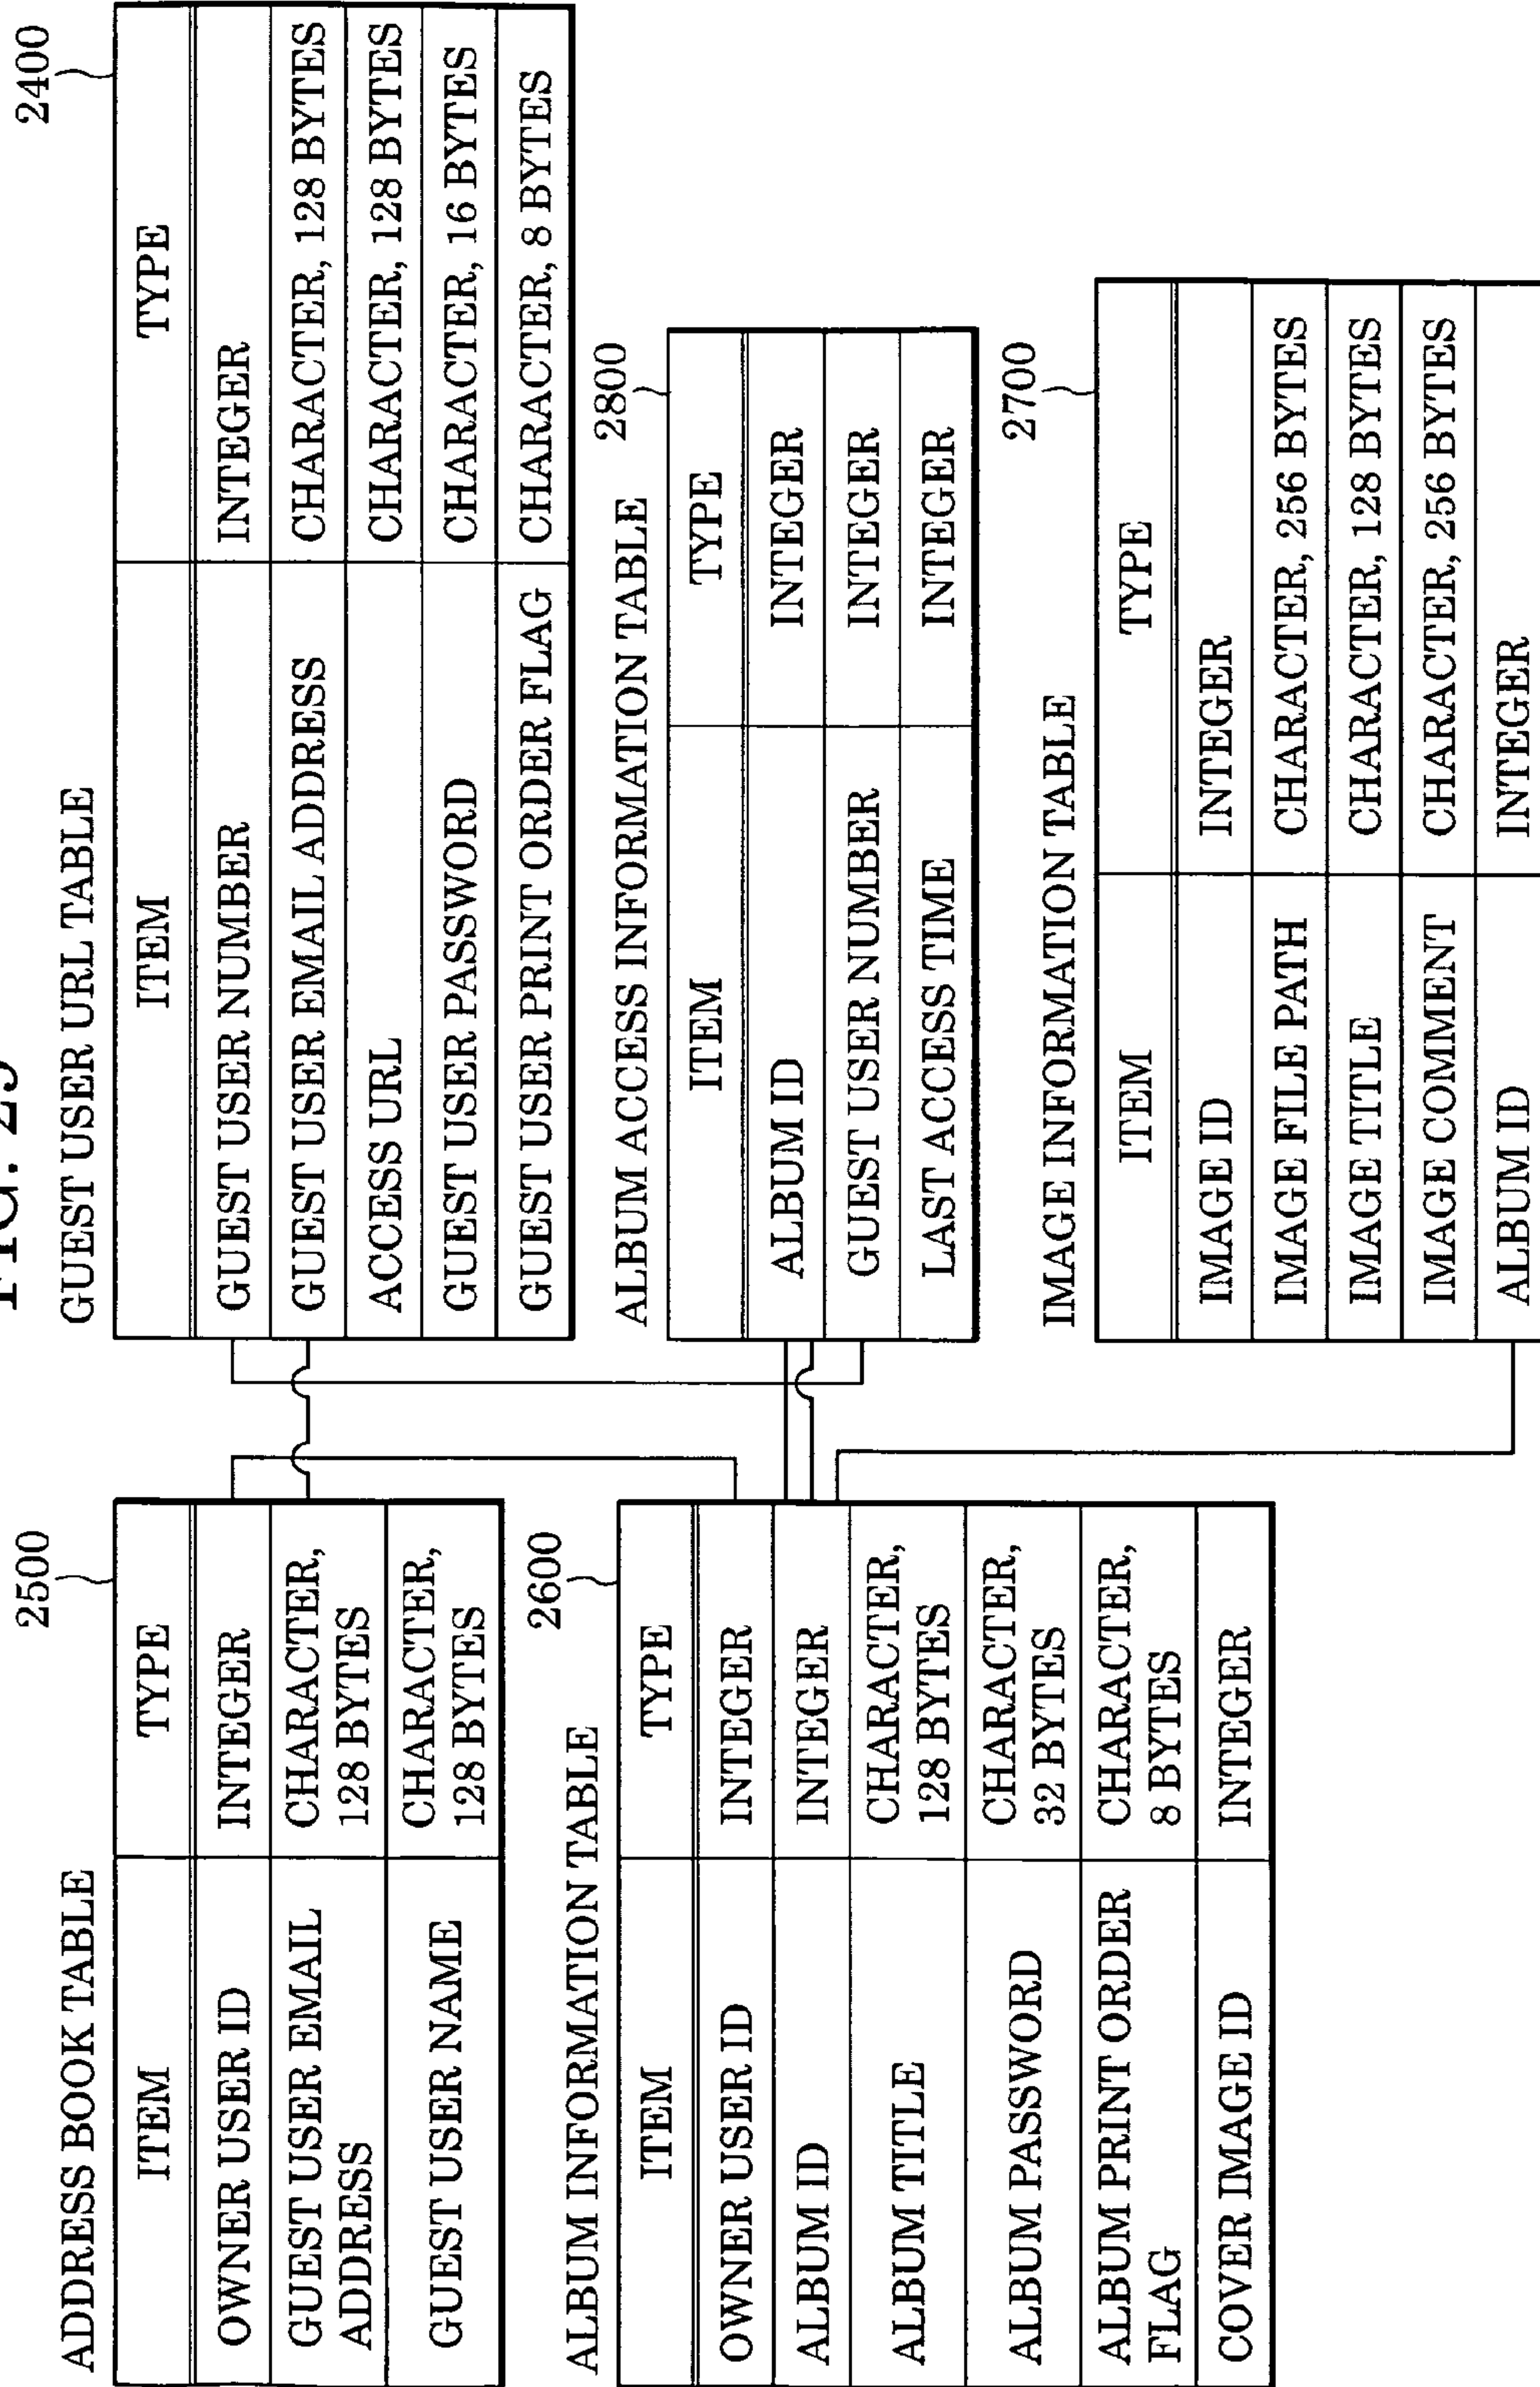 FIG.
ADDRESS BOOK TABLE
2500
ITEM TYPE
OWNER USER ID INTEGER
GUEST USER EMAIL CHARACTER,
ADDRESS 128 BYTES
GUEST USER NAME CHARACTER,
128 BYTES
ALBUM INFORMATION TABLE
2600
ITEM TYPE
OWNER USER ID INTEGER
ALBUM ID INTEGER
ALBUM TITLE CHARACTER,
128 BYTES
ALBUM PASSWORD CHARACTER,
32 BYTES
ALBUM PRINT ORDER CHARACTER,
FLAG 8 BYTES
COVER IMAGE ID INTEGER
GUEST USER URL TABLE
2400
ITEM TYPE
GUEST USER NUMBER INTEGER
GUEST USER EMAIL ADDRESS CHARACTER, 128 BYTES
ACCESS URL CHARACTER, 128 BYTES
GUEST USER PASSWORD CHARACTER, 16 BYTES
GUEST USER PRINT ORDER FLAG CHARACTER, 8 BYTES
ALBUM ACCESS INFORMATION TABLE
2800
ITEM TYPE
ALBUM ID INTEGER
GUEST USER NUMBER INTEGER
LAST ACCESS TIME INTEGER
IMAGE INFORMATION TABLE
2700
ITEM TYPE
IMAGE ID INTEGER
IMAGE FILE PATH CHARACTER, 256 BYTES
IMAGE TITLE CHARACTER, 128 BYTES
IMAGE COMMENT CHARACTER, 256 BYTES
ALBUM ID INTEGER